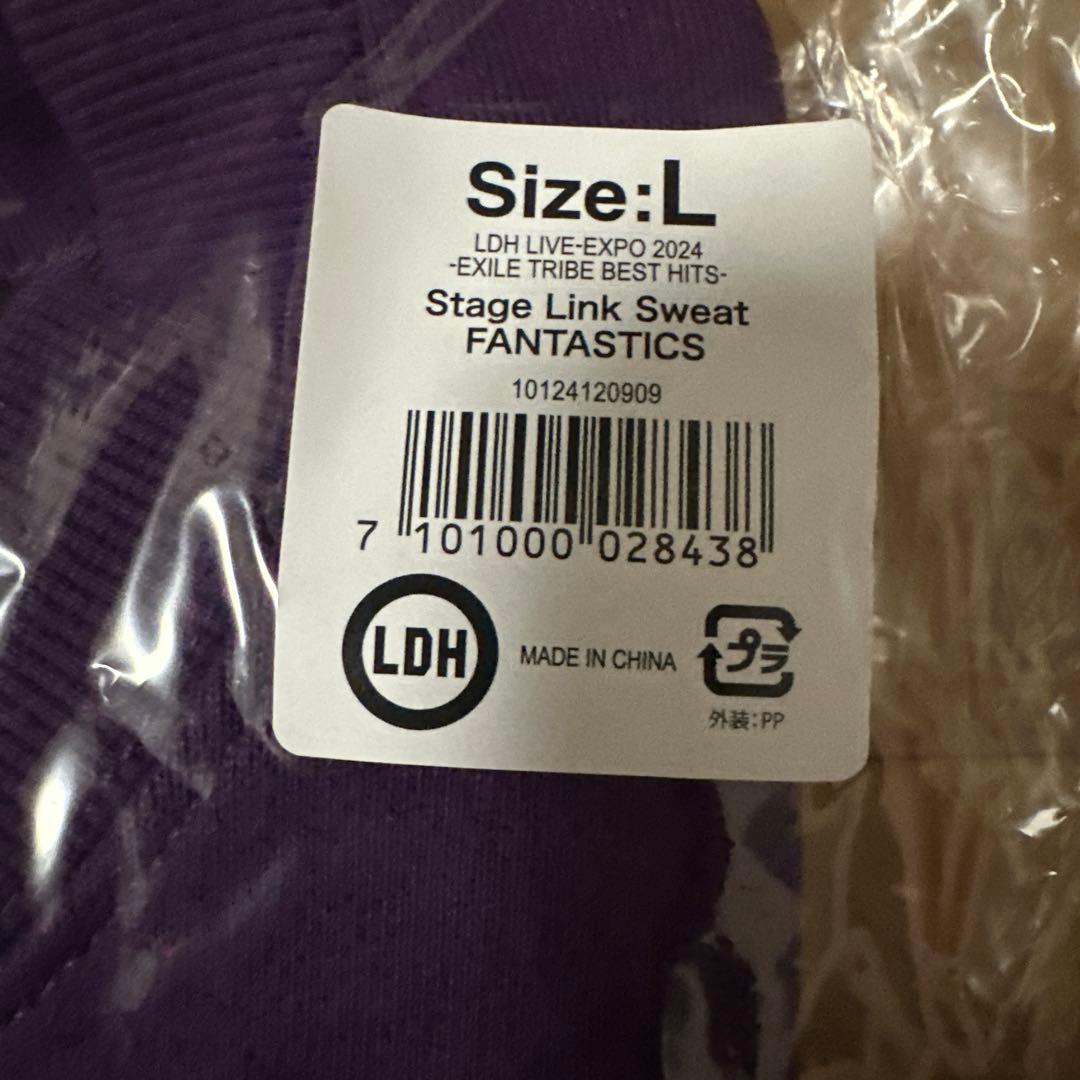 Size:L
LDH LIVE-EXPO 2024
-EXILE TRIBE BEST HITS-
Stage Link Sweat
FANTASTICS
10124120909
7 101000 028438
LDH
MADE IN CHINA
プラ
外装:PP